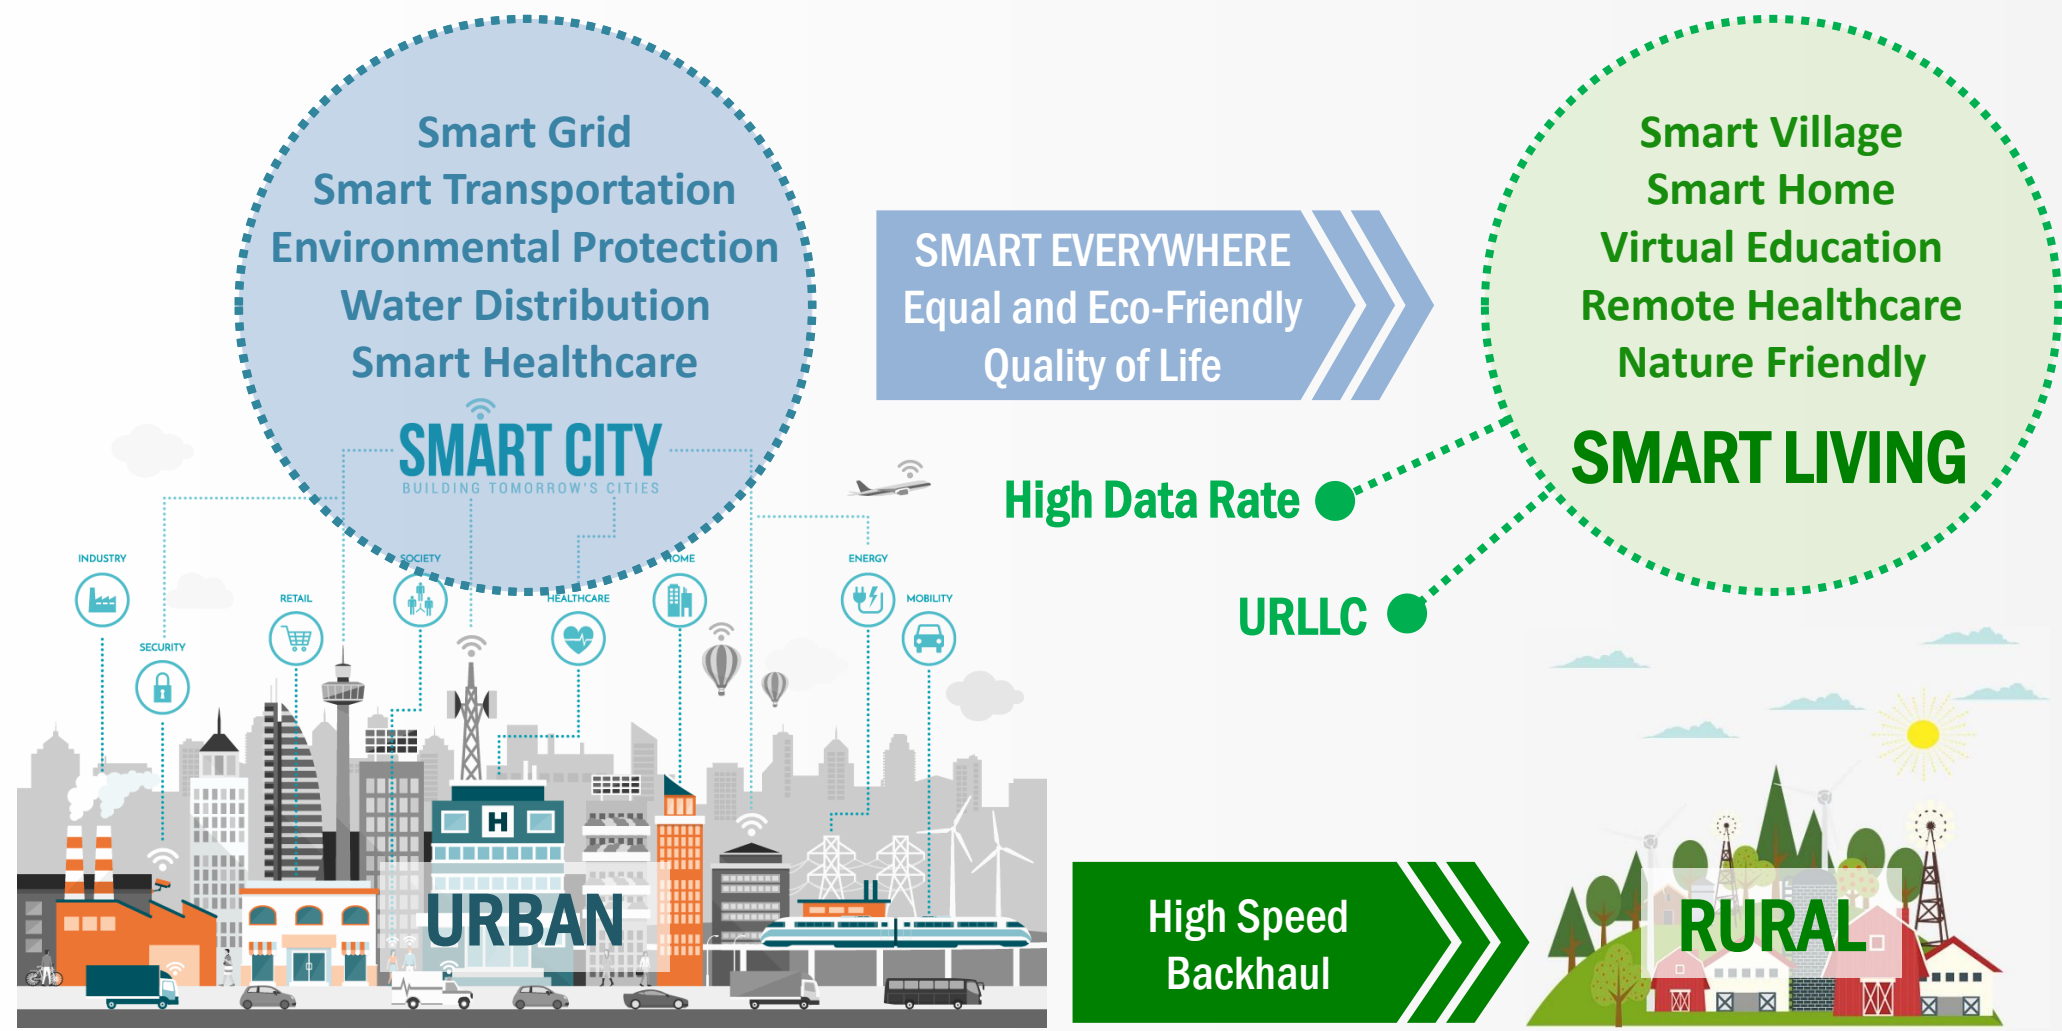 Smart Grid
Smart Transportation
Environmental Protection
Water Distribution
Smart Healthcare
SMART CITY
BUILDING TOMORROW'S CITIES
SMART EVERYWHERE
Equal and Eco-Friendly
Quality of Life
Smart Village
Smart Home
Virtual Education
Remote Healthcare
Nature Friendly
SMART LIVING
High Data Rate
URLLC
INDUSTRY
SOCIETY
HOME
ENERGY
RETAIL
HEALTHCARE
MOBILITY
SECURITY
H
URBAN
High Speed
Backhaul
RURAL